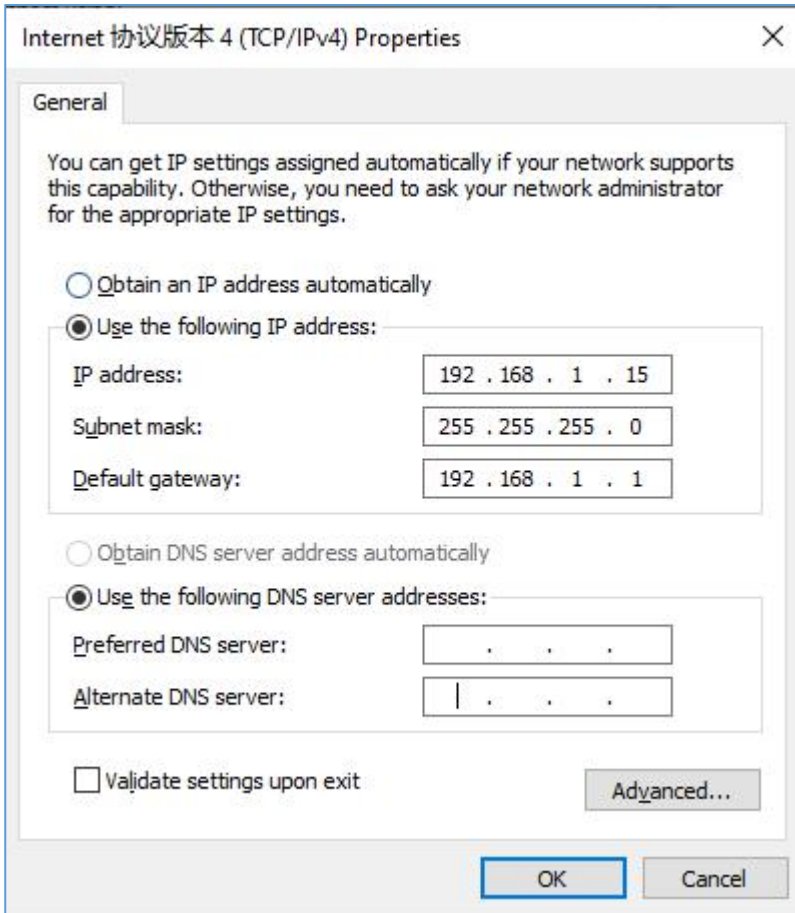 Internet 协议版本 4 (TCP/IPv4) Properties
General
You can get IP settings assigned automatically if your network supports
this capability. Otherwise, you need to ask your network administrator
for the appropriate IP settings.
Obtain an IP address automatically
Use the following IP address:
IP address: 192 . 168 . 1 . 15
Subnet mask: 255 . 255 . 255 . 0
Default gateway: 192 . 168 . 1 . 1
Obtain DNS server address automatically
Use the following DNS server addresses:
Preferred DNS server: . . .
Alternate DNS server: . . .
Validate settings upon exit
Advanced...
OK Cancel